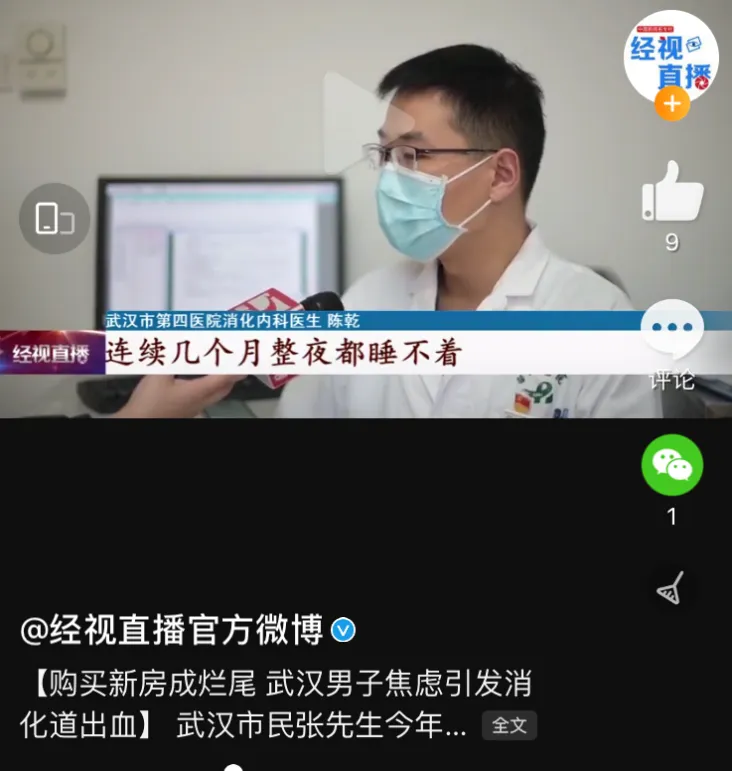 经视
直播
9
武汉市第四医院消化内科医生 陈乾
经视直播
连续几个月整夜都睡不着
评论
1
@经视直播官方微博
【购买新房成烂尾 武汉男子焦虑引发消
化道出血】 武汉市民张先生今年... 全文